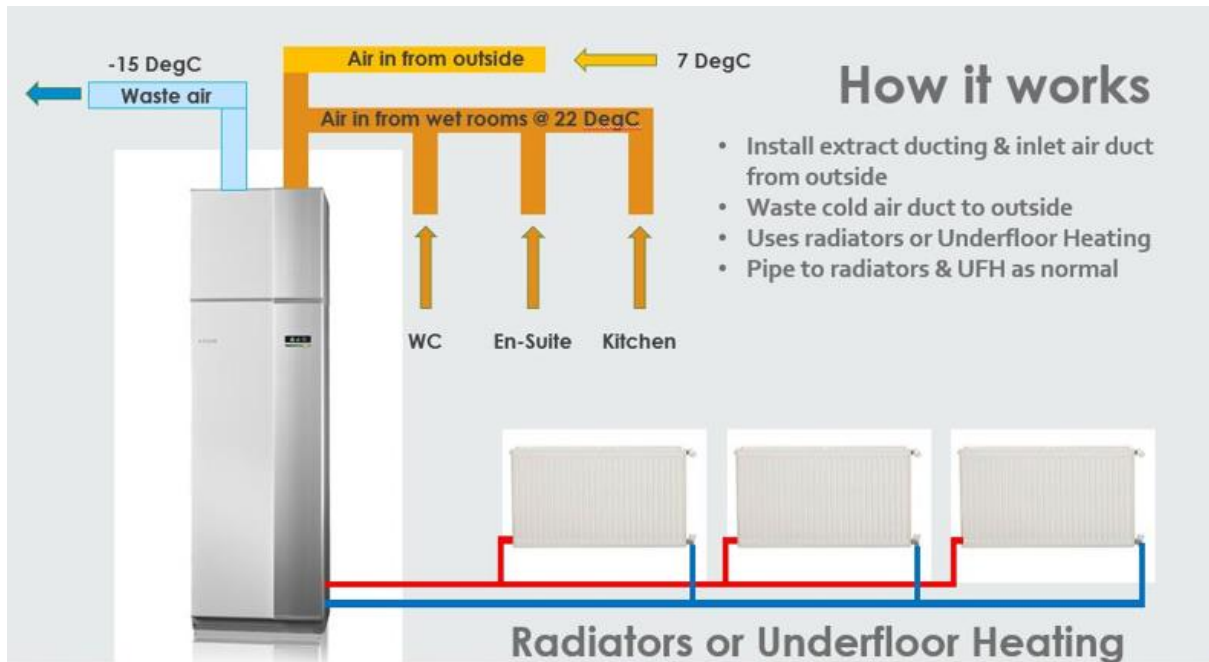 -15 DegC
Waste air
Air in from outside
7 DegC
Air in from wet rooms @ 22 DegC
WC
En-Suite
Kitchen
How it works
• Install extract ducting & inlet air duct
from outside
• Waste cold air duct to outside
• Uses radiators or Underfloor Heating
• Pipe to radiators & UFH as normal
Radiators or Underfloor Heating